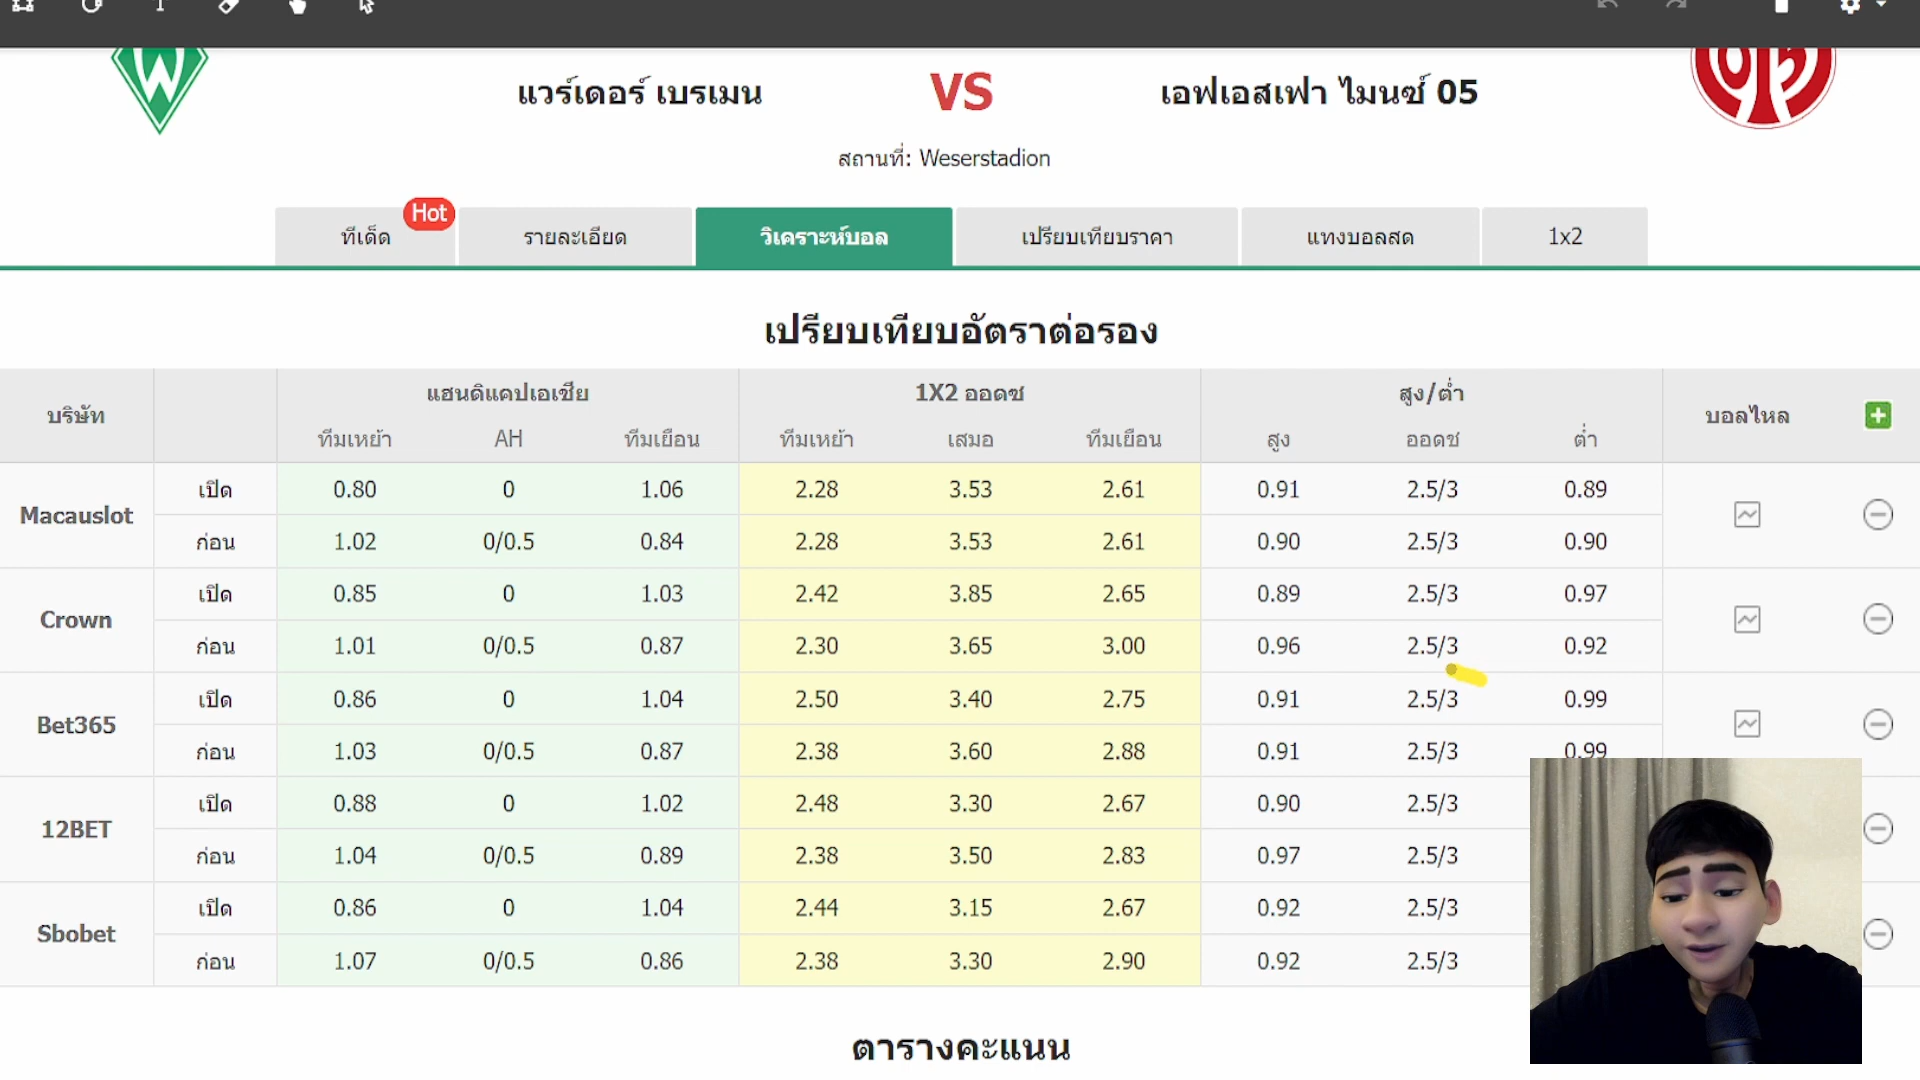 แวร์เดอร์ เบรเมน VS เอฟเอสเฟา ไมนซ์ 05
สถานที่: Weserstadion
ทีเด็ด Hot รายละเอียด วิเคราะห์บอล เปรียบเทียบราคา แทงบอลสด 1x2
เปรียบเทียบอัตราต่อรอง
บริษัท แฮนดิแคปเอเชีย 1X2 ออดซ สูง/ต่ำ บอลไหล
ทีมเหย้า AH ทีมเยือน ทีมเหย้า เสมอ ทีมเยือน สูง ออดซ ต่ำ
Macauslot
เปิด 0.80 0 1.06 2.28 3.53 2.61 0.91 2.5/3 0.89
ก่อน 1.02 0/0.5 0.84 2.28 3.53 2.61 0.90 2.5/3 0.90
Crown
เปิด 0.85 0 1.03 2.42 3.85 2.65 0.89 2.5/3 0.97
ก่อน 1.01 0/0.5 0.87 2.30 3.65 3.00 0.96 2.5/3 0.92
Bet365
เปิด 0.86 0 1.04 2.50 3.40 2.75 0.91 2.5/3 0.99
ก่อน 1.03 0/0.5 0.87 2.38 3.60 2.88 0.91 2.5/3 0.99
12BET
เปิด 0.88 0 1.02 2.48 3.30 2.67 0.90 2.5/3
ก่อน 1.04 0/0.5 0.89 2.38 3.50 2.83 0.97 2.5/3
Sbobet
เปิด 0.86 0 1.04 2.44 3.15 2.67 0.92 2.5/3
ก่อน 1.07 0/0.5 0.86 2.38 3.30 2.90 0.92 2.5/3
ตารางคะแนน